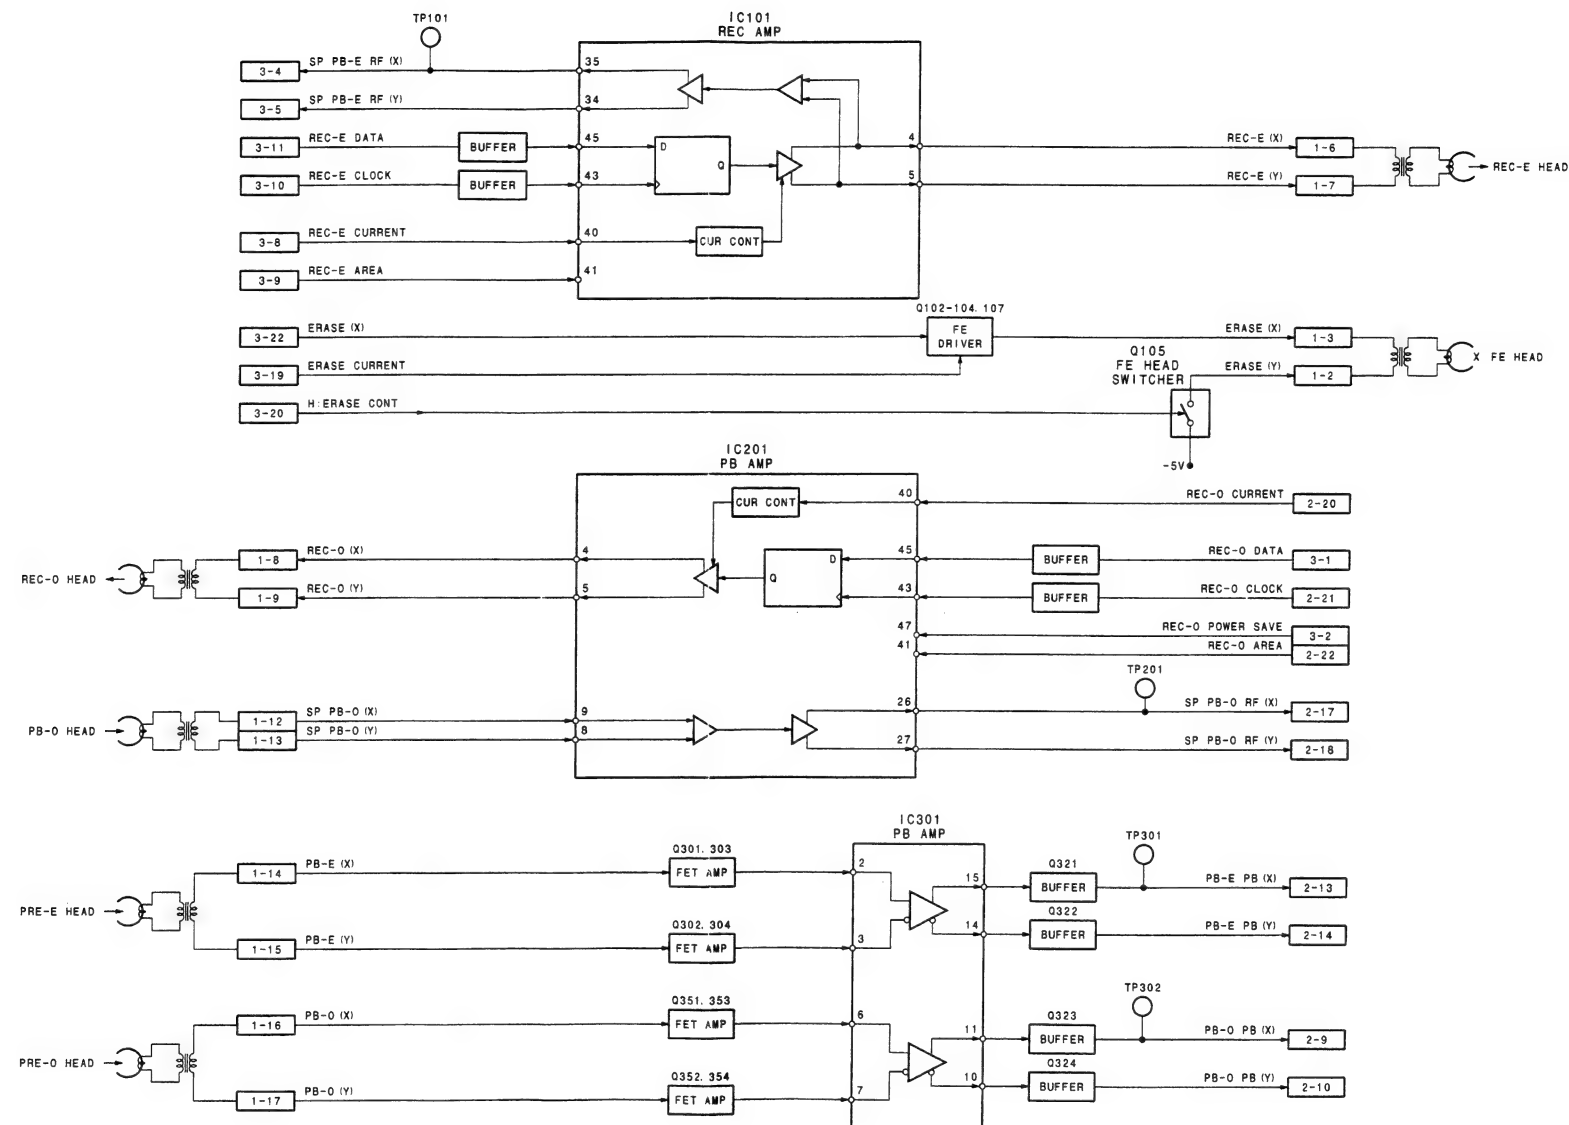 TP101
IC101
REC AMP
3-4 SP PB-E RF (X) 35
3-5 SP PB-E RF (Y) 34
3-11 REC-E DATA BUFFER 45 D Q 4 REC-E (X) 1-6
3-10 REC-E CLOCK BUFFER 43 5 REC-E (Y) 1-7
REC-E HEAD
3-8 REC-E CURRENT 40 CUR CONT
3-9 REC-E AREA 41
Q102-104. 107
3-22 ERASE (X) FE DRIVER ERASE (X) 1-3
3-19 ERASE CURRENT ERASE (Y) 1-2
X FE HEAD
Q105
FE HEAD
SWITCHER
3-20 H:ERASE CONT
-5V
IC201
PB AMP
CUR CONT 40 REC-O CURRENT 2-20
REC-O HEAD
1-8 REC-O (X) 4 D 45 BUFFER REC-O DATA 3-1
1-9 REC-O (Y) 5 Q 43 BUFFER REC-O CLOCK 2-21
47 REC-O POWER SAVE 3-2
41 REC-O AREA 2-22
TP201
PB-O HEAD
1-12 SP PB-O (X) 9 26 SP PB-O RF (X) 2-17
1-13 SP PB-O (Y) 8 27 SP PB-O RF (Y) 2-18
IC301
PB AMP
TP301
PRE-E HEAD
1-14 PB-E (X) Q301. 303 FET AMP 2 15 Q321 BUFFER PB-E PB (X) 2-13
1-15 PB-E (Y) Q302. 304 FET AMP 3 14 Q322 BUFFER PB-E PB (Y) 2-14
TP302
PRE-O HEAD
1-16 PB-O (X) Q351. 353 FET AMP 6 11 Q323 BUFFER PB-O PB (X) 2-9
1-17 PB-O (Y) Q352. 354 FET AMP 7 10 Q324 BUFFER PB-O PB (Y) 2-10